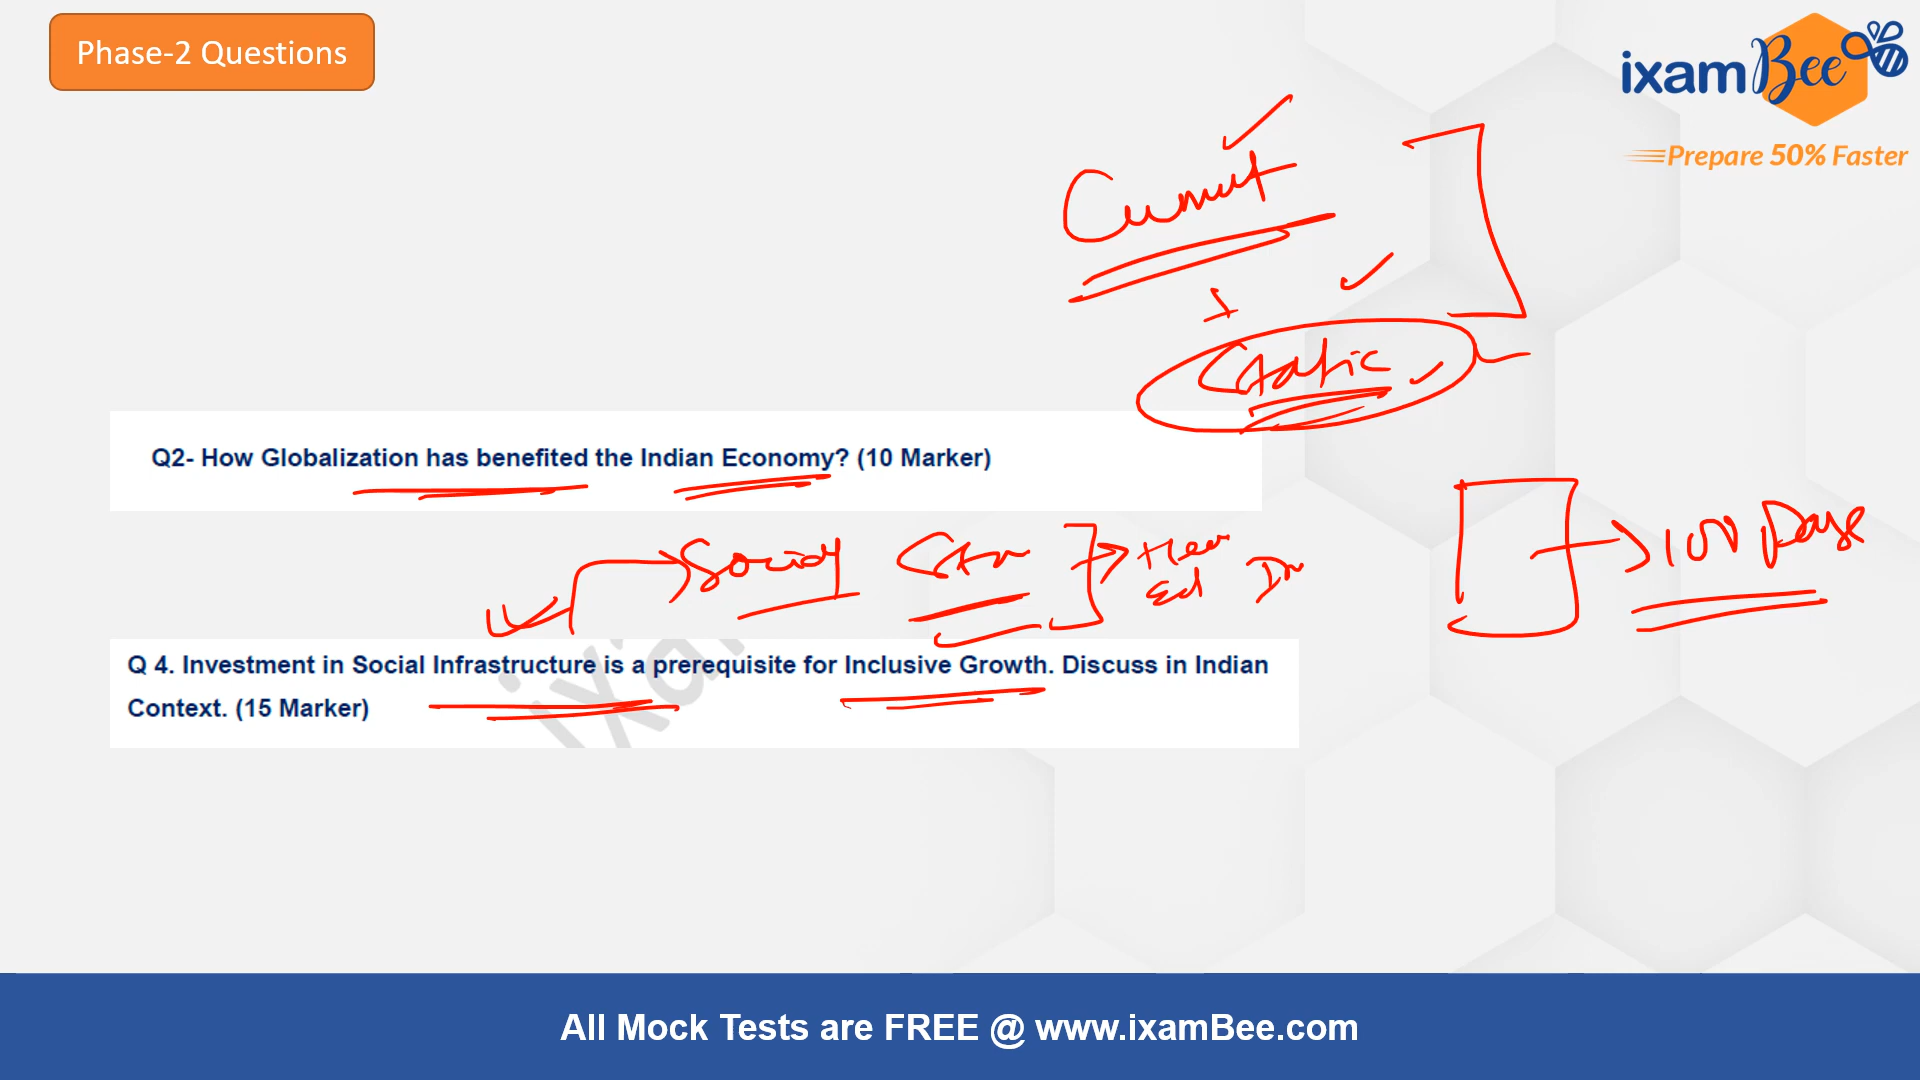 Phase-2 Questions
ixamBee
Prepare 50% Faster
Current
+
Static
Q2- How Globalization has benefited the Indian Economy? (10 Marker)
100 Days
Social
Ed
Q 4. Investment in Social Infrastructure is a prerequisite for Inclusive Growth. Discuss in Indian
Context. (15 Marker)
ixa
All Mock Tests are FREE @ www.ixamBee.com